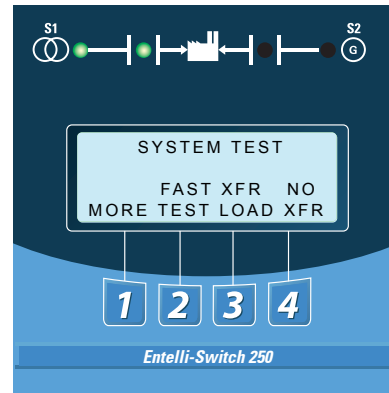 S1 S2
G
SYSTEM TEST
FAST XFR NO
MORE TEST LOAD XFR
1 2 3 4
Entelli-Switch 250